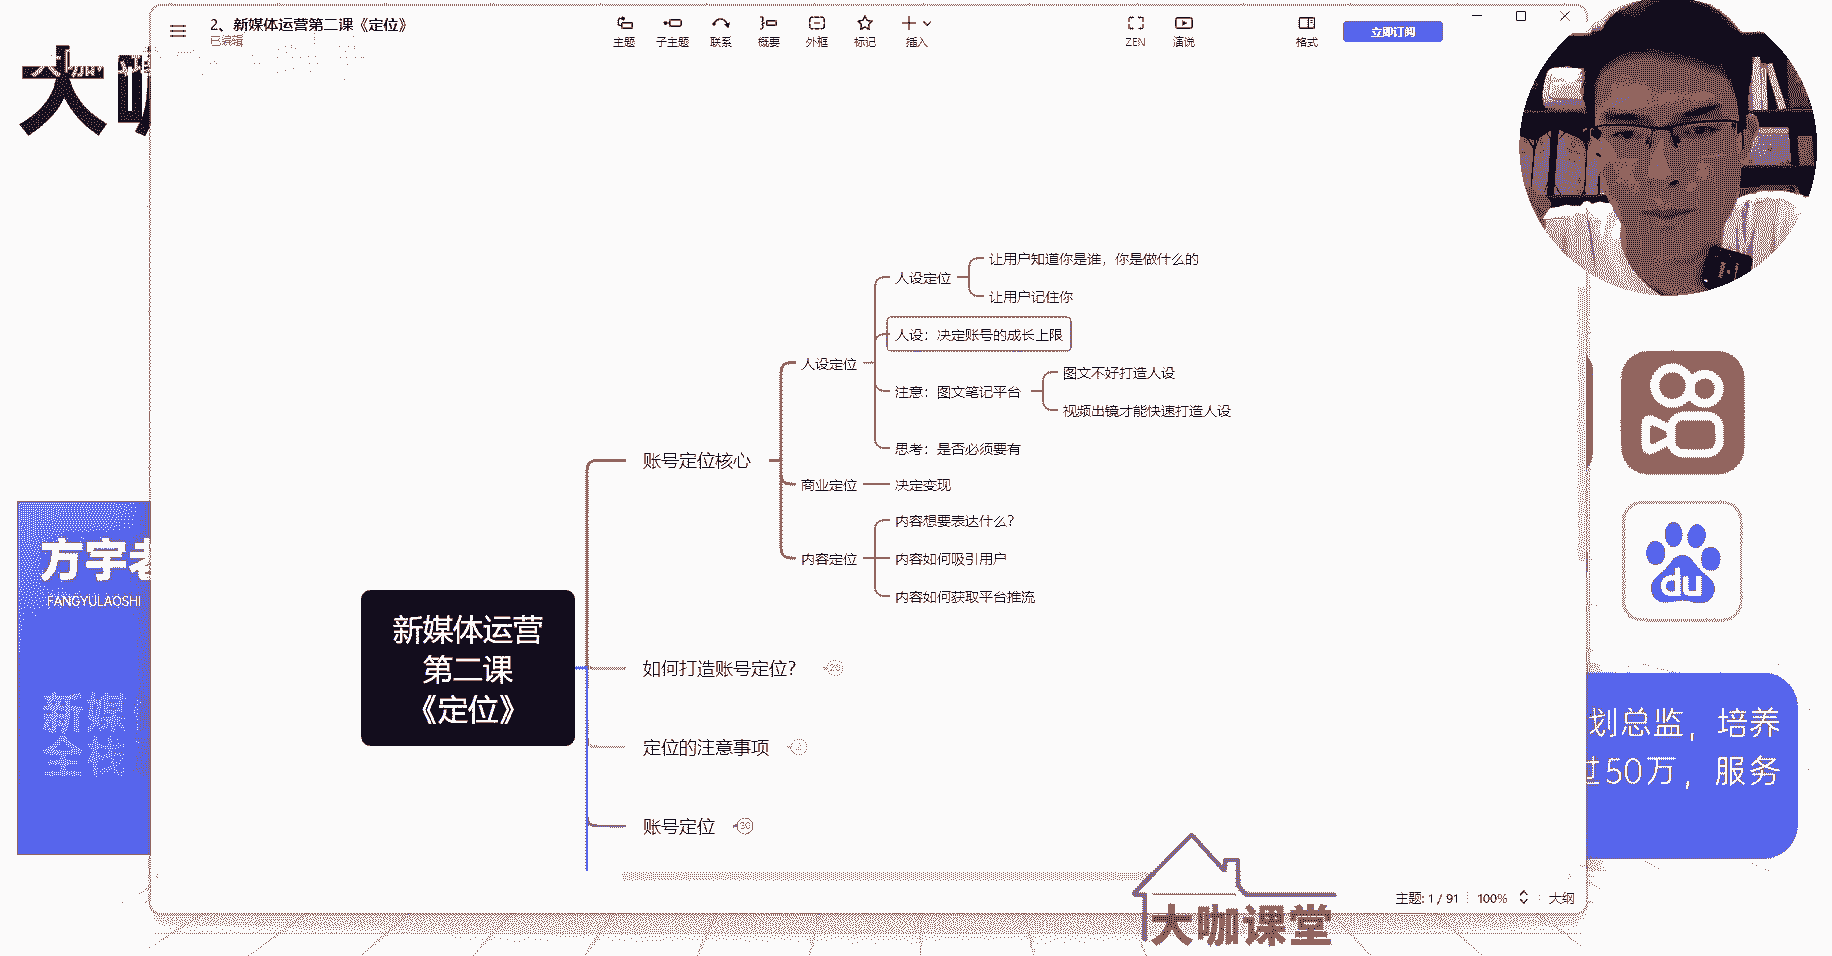 2、新媒体运营第二课《定位》
已编辑
主题
子主题
联系
概要
外框
标记
插入
ZEN
演说
格式
立即订阅
大咖
方宇老
FANGYULAOSHI
新媒
全栈
新媒体运营
第二课
《定位》
账号定位核心
人设定位
人设定位
让用户知道你是谁，你是做什么的
让用户记住你
人设：决定账号的成长上限
注意：图文笔记平台
图文不好打造人设
视频出镜才能快速打造人设
思考：是否必须要有
商业定位
决定变现
内容定位
内容想要表达什么？
内容如何吸引用户
内容如何获取平台推流
如何打造账号定位？
定位的注意事项
账号定位
30
du
划总监，培养
过50万，服务
主题: 1 / 91
100%
大纲
大咖课堂